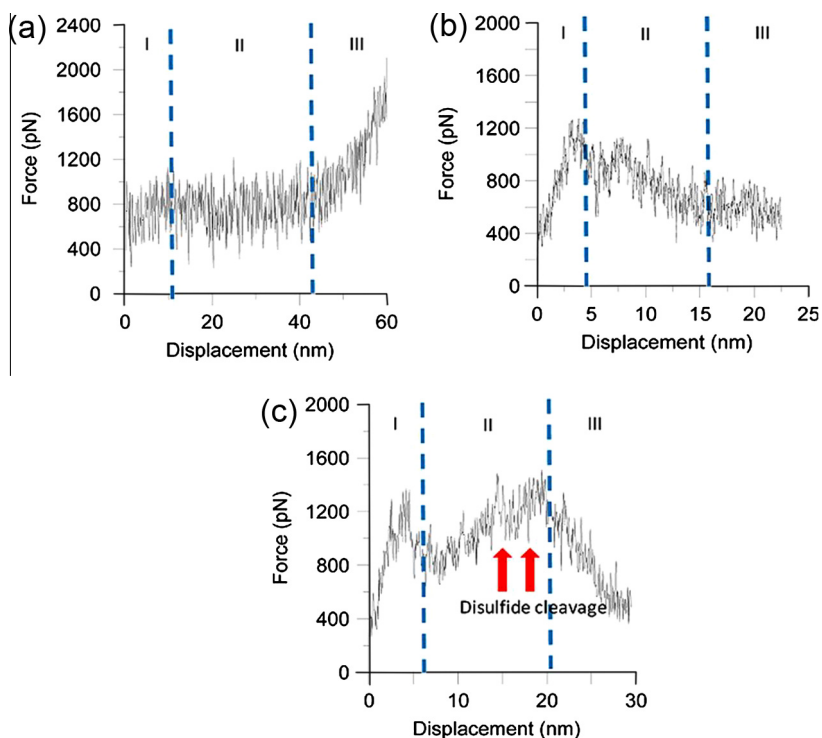 (a)
I II III
2400
2000
1600
1200
800
400
0
Force (pN)
0 20 40 60
Displacement (nm)
(b)
I II III
2000
1600
1200
800
400
0
Force (pN)
0 5 10 15 20 25
Displacement (nm)
(c)
I II III
2000
1600
1200
800
400
0
Force (pN)
Disulfide cleavage
0 10 20 30
Displacement (nm)